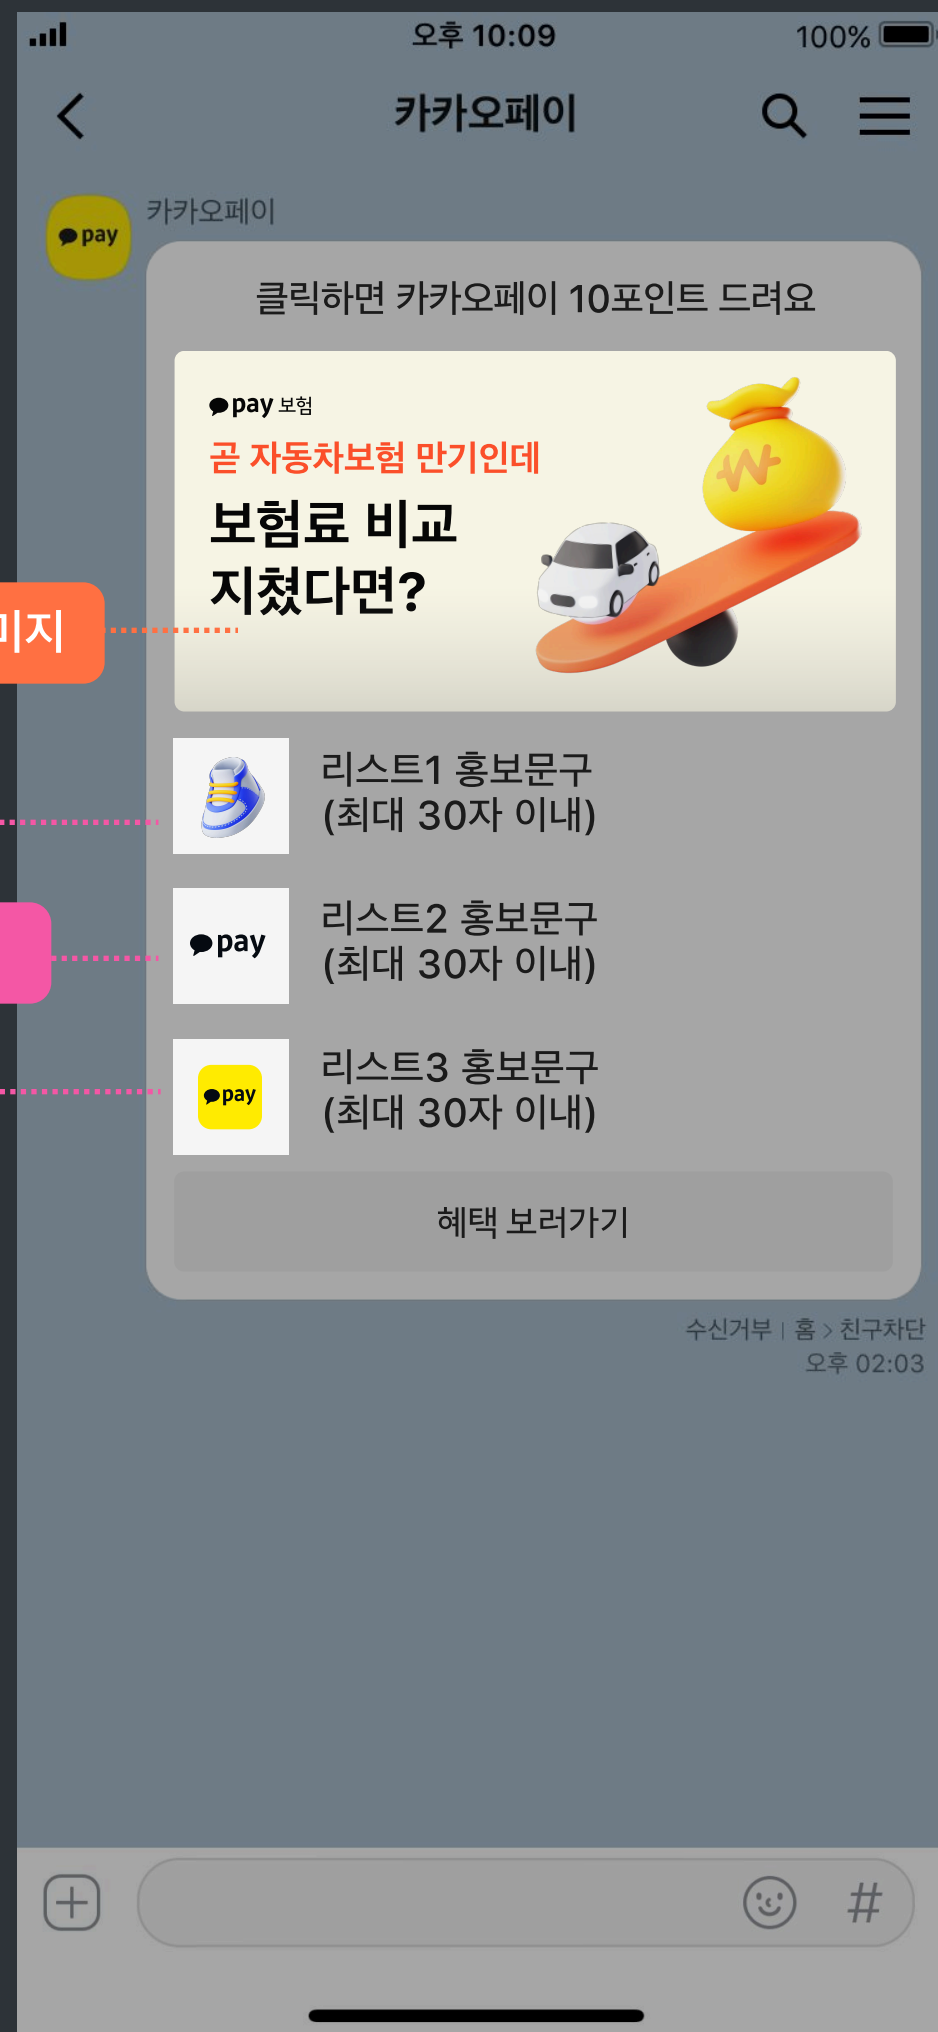 오후 10:09
100%
카카오페이
카카오페이
pay
클릭하면 카카오페이 10포인트 드려요
pay 보험
곧 자동차보험 만기인데
보험료 비교
지쳤다면?
미지
리스트1 홍보문구
(최대 30자 이내)
pay
리스트2 홍보문구
(최대 30자 이내)
pay
리스트3 홍보문구
(최대 30자 이내)
혜택 보러가기
수신거부 | 홈 > 친구차단
오후 02:03
#